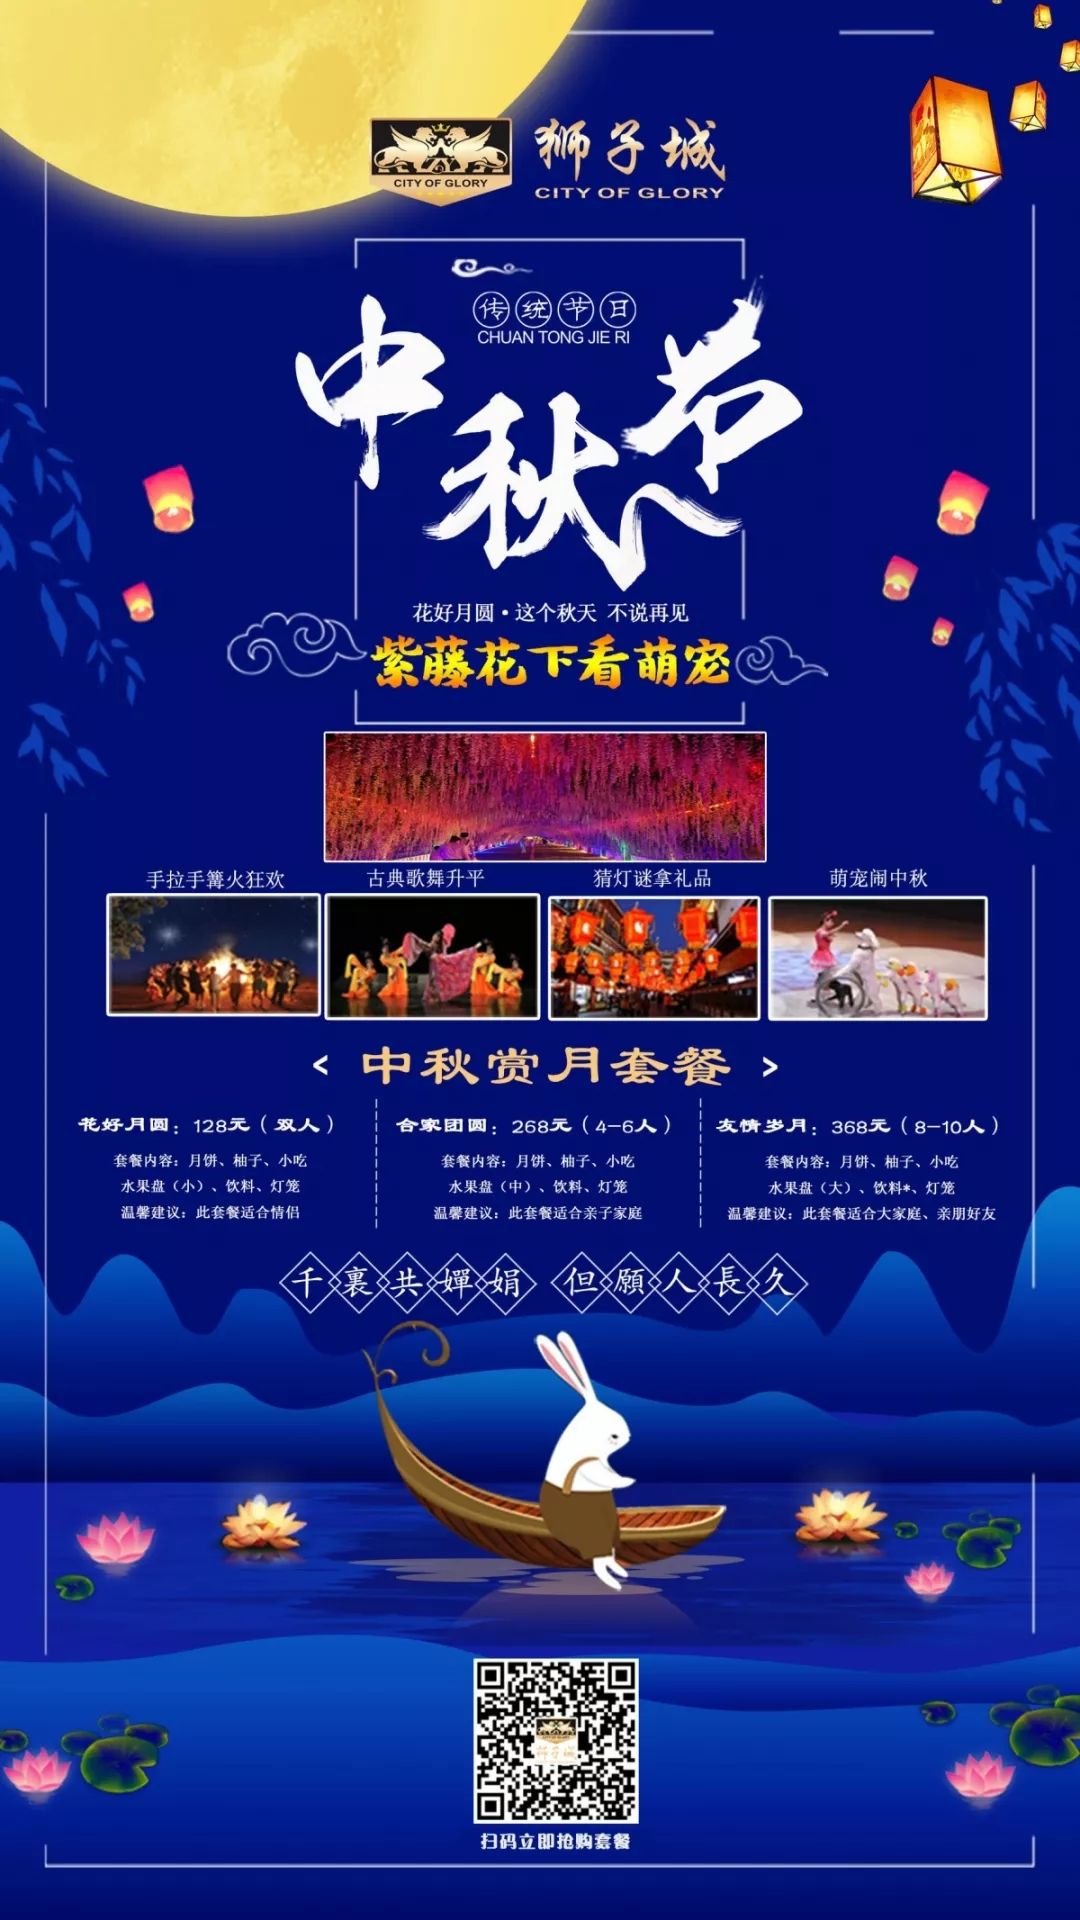 CITY OF GLORY
狮子城
CITY OF GLORY
传统节日
CHUAN TONG JIE RI
中秋节
花好月圆·这个秋天 不说再见
紫藤花下看萌宠
手拉手篝火狂欢
古典歌舞升平
猜灯谜拿礼品
萌宠闹中秋
< 中秋赏月套餐 >
花好月圆：128元（双人）
套餐内容：月饼、柚子、小吃
水果盘（小）、饮料、灯笼
温馨建议：此套餐适合情侣
合家团圆：268元（4-6人）
套餐内容：月饼、柚子、小吃
水果盘（中）、饮料、灯笼
温馨建议：此套餐适合亲子家庭
友情岁月：368元（8-10人）
套餐内容：月饼、柚子、小吃
水果盘（大）、饮料*、灯笼
温馨建议：此套餐适合大家庭、亲朋好友
千裏共嬋娟 但願人長久
狮子城
扫码立即抢购套餐